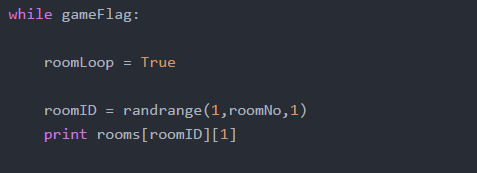 while gameFlag:
roomLoop = True
roomID = randrange(1,roomNo,1)
print rooms[roomID][1]